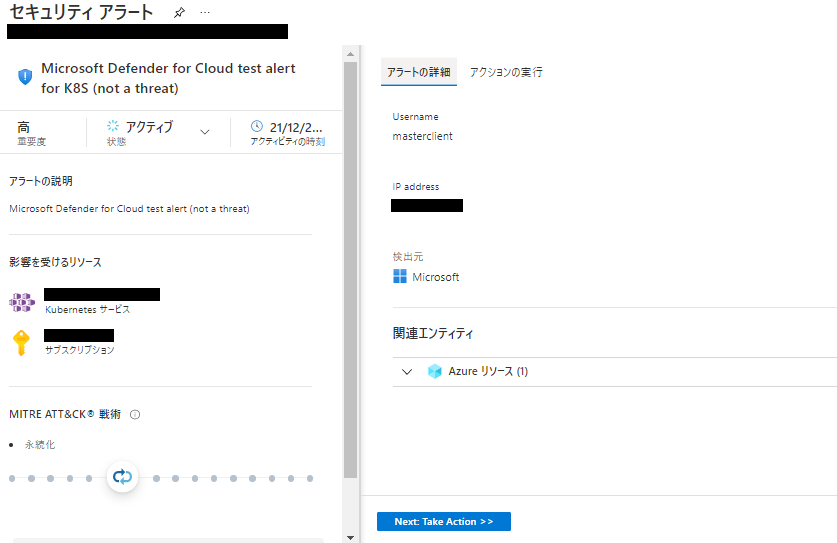 セキュリティ アラート
...
Microsoft Defender for Cloud test alert
for K8S (not a threat)
高
重要度
アクティブ
状態
21/12/2...
アクティビティの時刻
アラートの説明
Microsoft Defender for Cloud test alert (not a threat)
影響を受けるリソース
Kubernetes サービス
サブスクリプション
MITRE ATT&CK® 戦術
• 永続化
アラートの詳細
アクションの実行
Username
masterclient
IP address
検出元
Microsoft
関連エンティティ
Azure リソース (1)
Next: Take Action >>